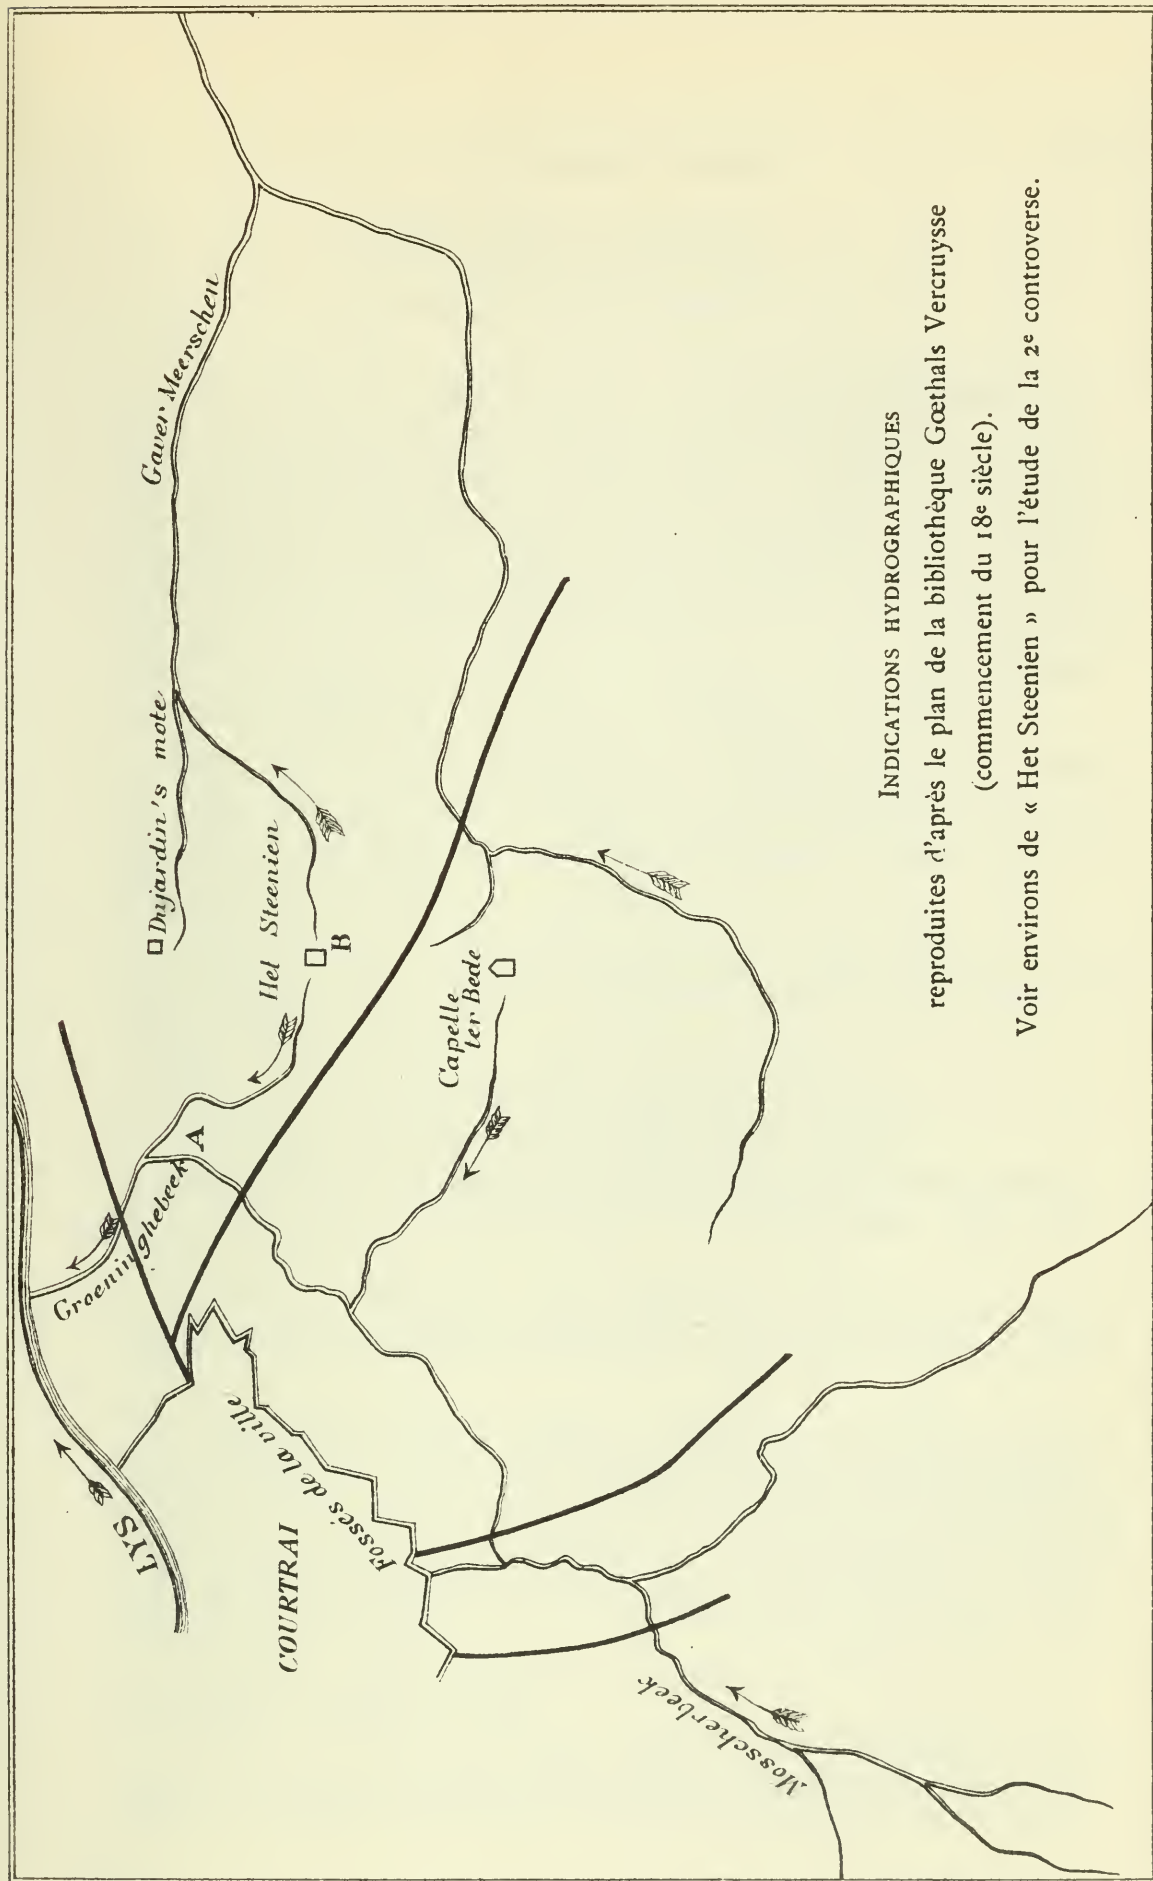 Gaver Meerschen
Dujardin's mote
Het Steenien
B
Capelle
ter Bede
A
Groeninghebeek
LYS
COURTRAI
Fossés de la ville
Mosscherbeek
INDICATIONS HYDROGRAPHIQUES
reproduites d'après le plan de la bibliothèque Gœthals Vercruysse
(commencement du 18e siècle).
Voir environs de « Het Steenien » pour l'étude de la 2e controverse.